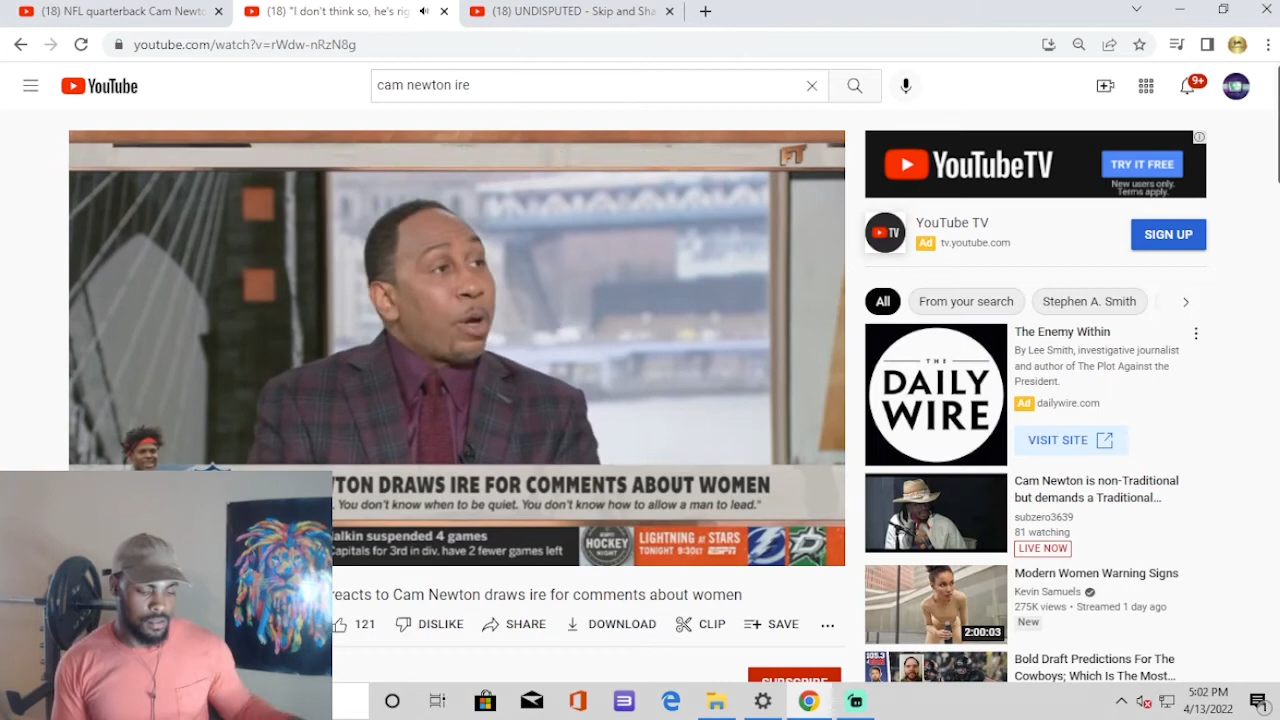 (18) NFL quarterback Cam Newto
(18) "I don't think so, he's rig
(18) UNDISPUTED - Skip and Sha
youtube.com/watch?v=rWdw-nRzN8g
YouTube
cam newton ire
9+
FT
YouTubeTV
TRY IT FREE
New users only.
Terms apply.
TV
YouTube TV
Ad tv.youtube.com
SIGN UP
All
From your search
Stephen A. Smith
THE
DAILY
WIRE
The Enemy Within
By Lee Smith, investigative journalist
and author of The Plot Against the
President.
Ad dailywire.com
VISIT SITE
TON DRAWS IRE FOR COMMENTS ABOUT WOMEN
. You don't know when to be quiet. You don't know how to allow a man to lead."
alkin suspended 4 games
Capitals for 3rd in div, have 2 fewer games left
HOCKEY
NIGHT
LIGHTNING AT STARS
TONIGHT 9:30ET ESPN
Cam Newton is non-Traditional
but demands a Traditional...
subzero3639
81 watching
LIVE NOW
Modern Women Warning Signs
Kevin Samuels
275K views • Streamed 1 day ago
New
2:00:03
reacts to Cam Newton draws ire for comments about women
121
DISLIKE
SHARE
DOWNLOAD
CLIP
SAVE
SUBSCRIBE
Bold Draft Predictions For The
Cowboys; Which Is The Most...
5:02 PM
4/13/2022
1